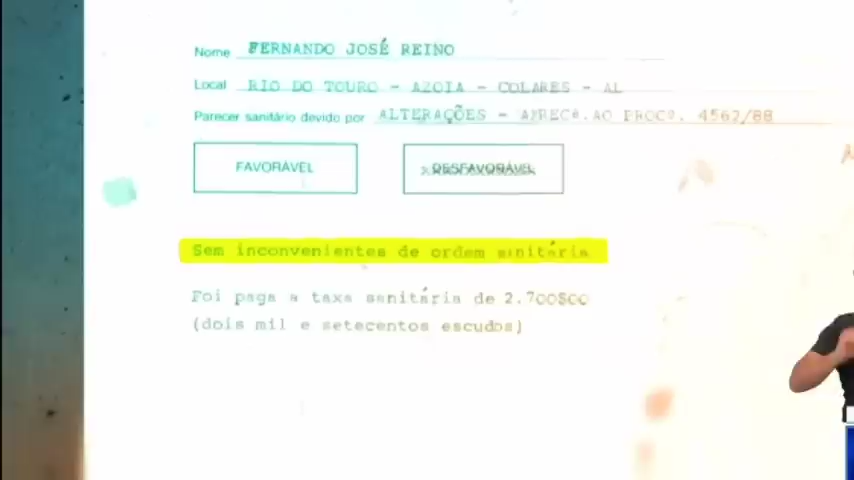 Nome FERNANDO JOSÉ REINO
Local RIO DO TOURO - AZOIA - COLARES - AL
Parecer sanitário devido por ALTERAÇÕES - APRECº.AO PROCº. 4562/88
FAVORÁVEL DESFAVORÁVEL
Sem inconvenientes de ordem sanitária
Foi paga a taxa sanitária de 2.700$00
(dois mil e setecentos escudos)